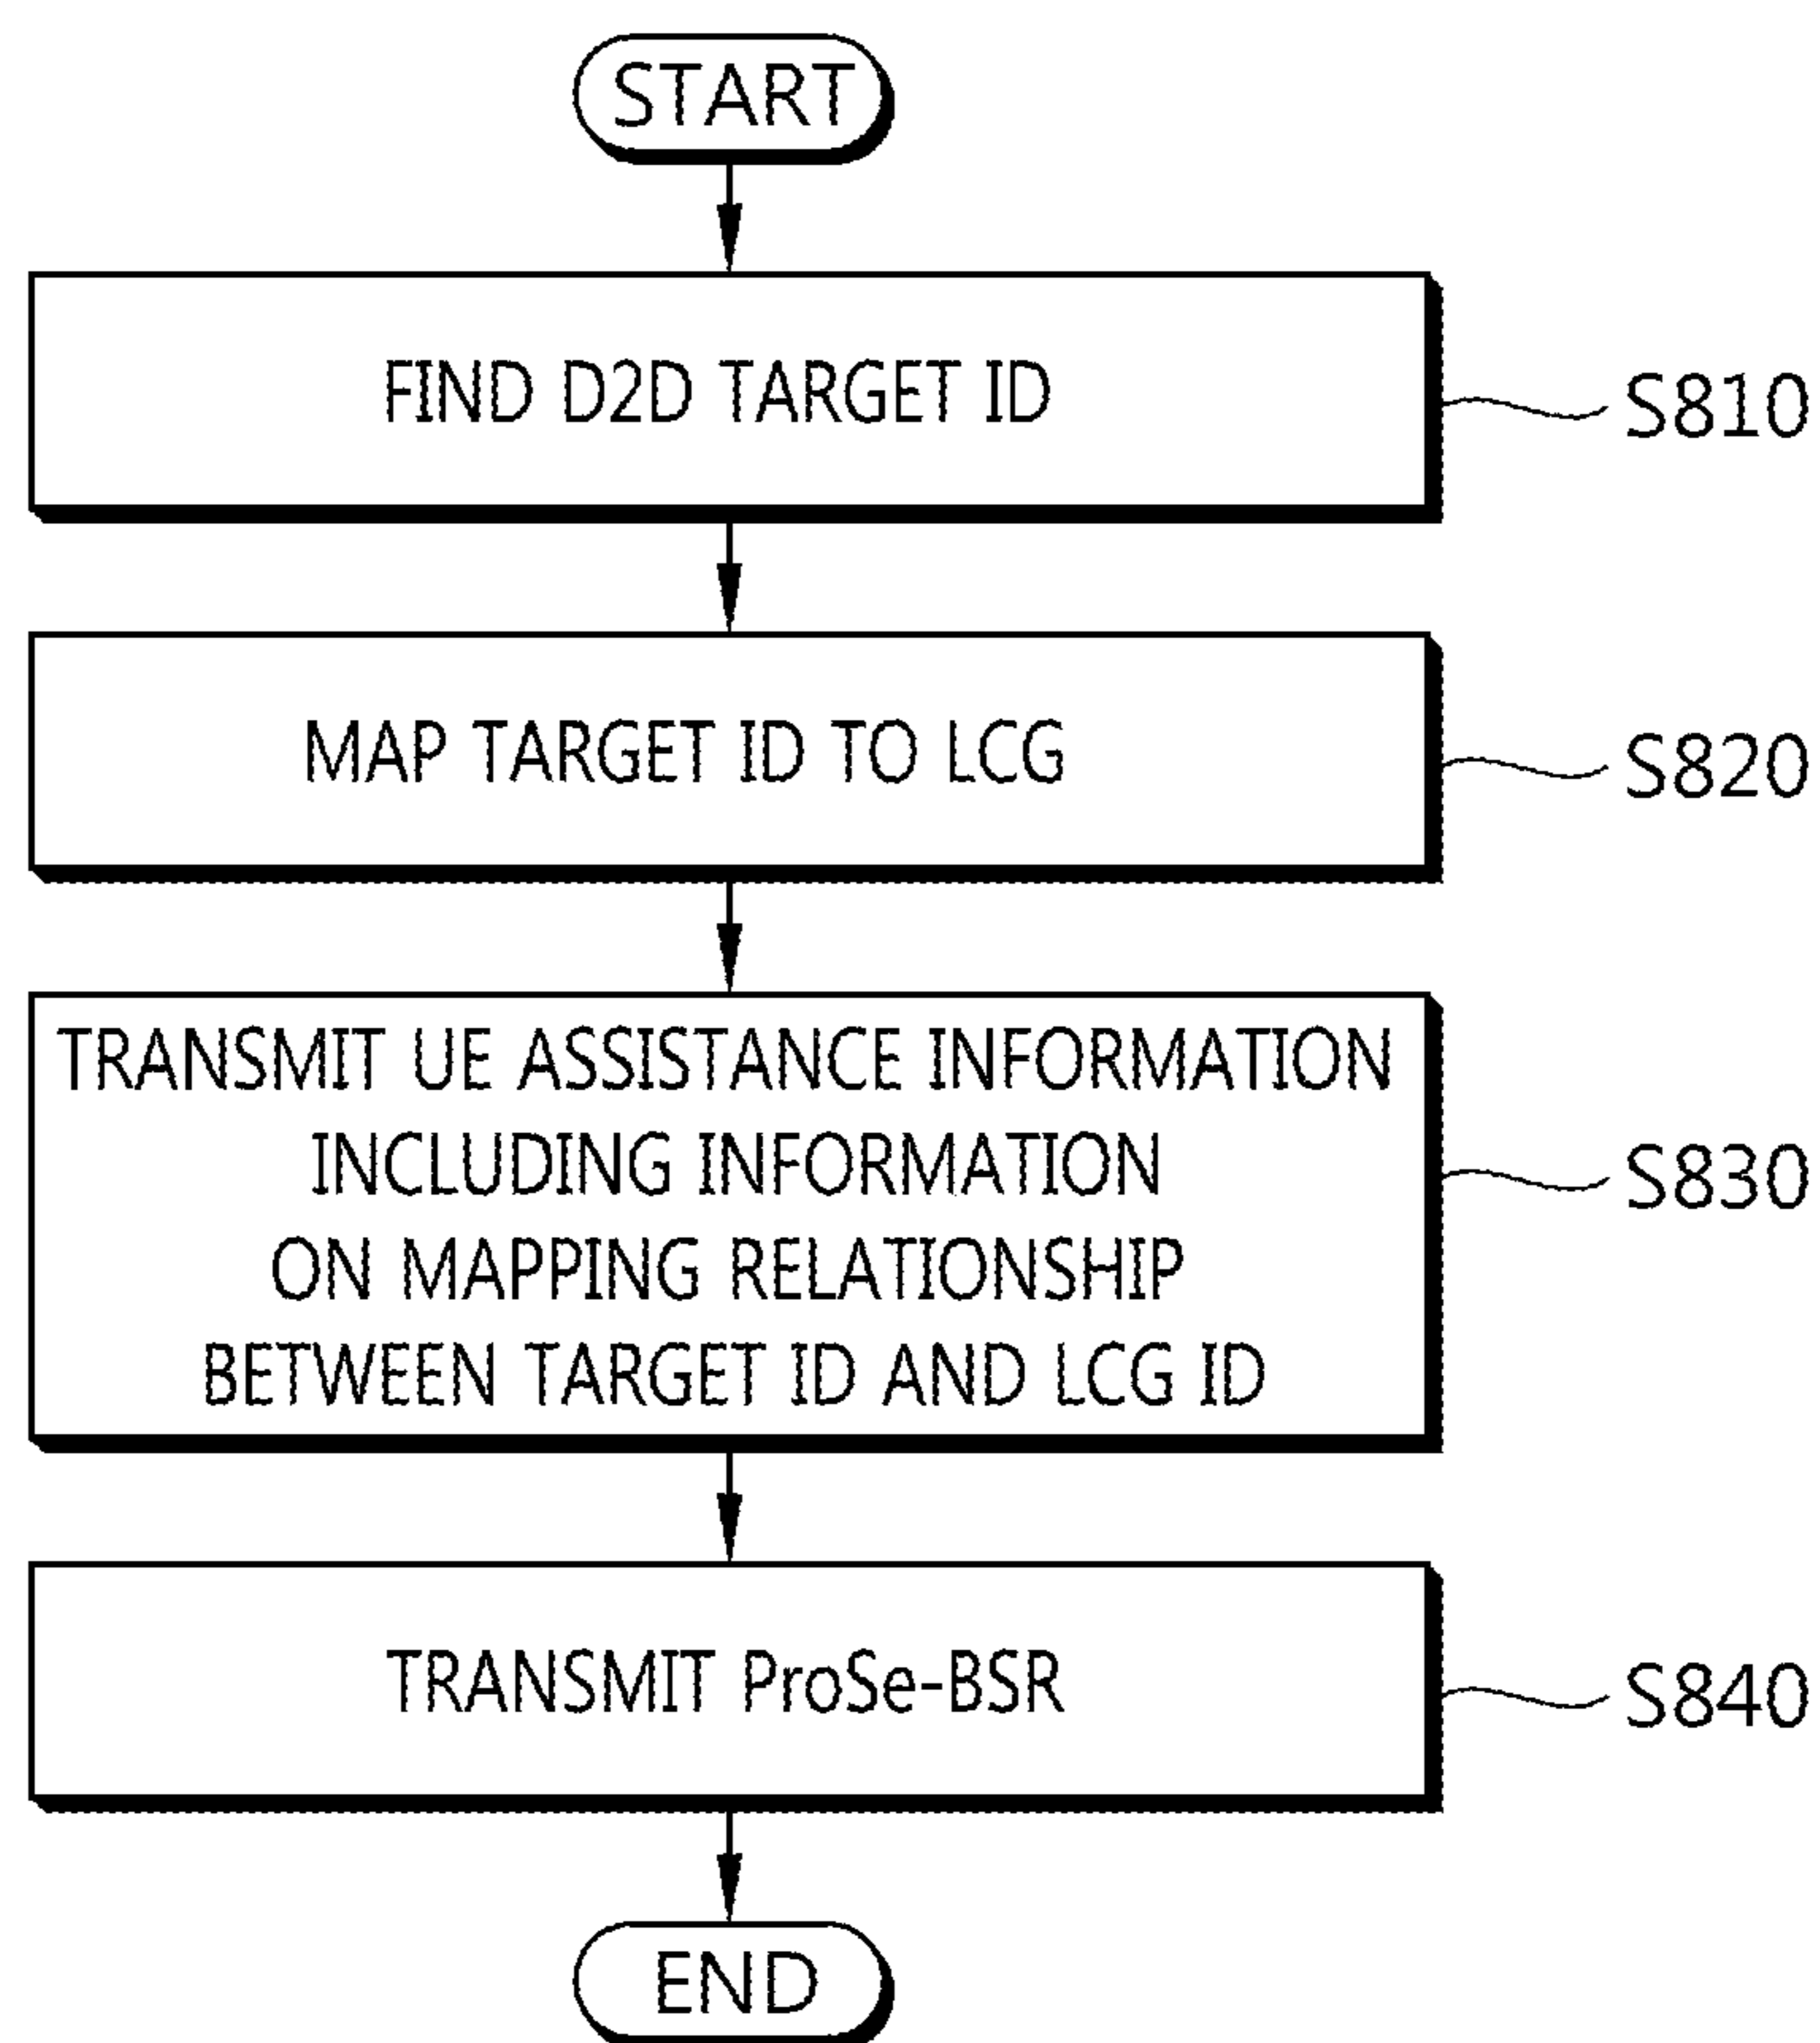 START
FIND D2D TARGET ID
S810
MAP TARGET ID TO LCG
S820
TRANSMIT UE ASSISTANCE INFORMATION
INCLUDING INFORMATION
ON MAPPING RELATIONSHIP
BETWEEN TARGET ID AND LCG ID
S830
TRANSMIT ProSe-BSR
S840
END